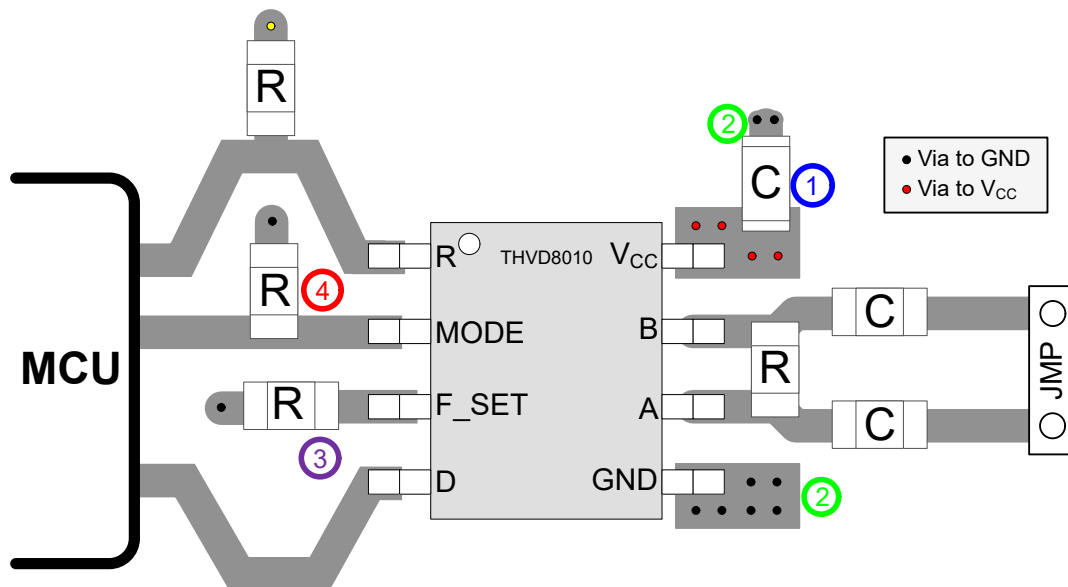 R
2
C
1
• Via to GND
• Via to VCC
R
THVD8010
VCC
R
4
MODE
B
C
JMP
MCU
R
R
3
F_SET
A
C
D
GND
2